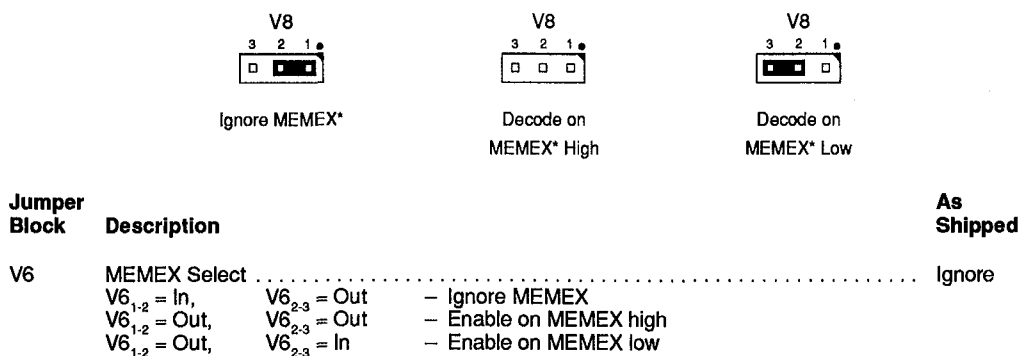 V8 V8 V8
3 2 1 3 2 1 3 2 1
Ignore MEMEX* Decode on Decode on
MEMEX* High MEMEX* Low
Jumper As
Block Description Shipped
V6 MEMEX Select ........................................ Ignore
V6₁₋₂ = In, V6₂₋₃ = Out – Ignore MEMEX
V6₁₋₂ = Out, V6₂₋₃ = Out – Enable on MEMEX high
V6₁₋₂ = Out, V6₂₋₃ = In – Enable on MEMEX low